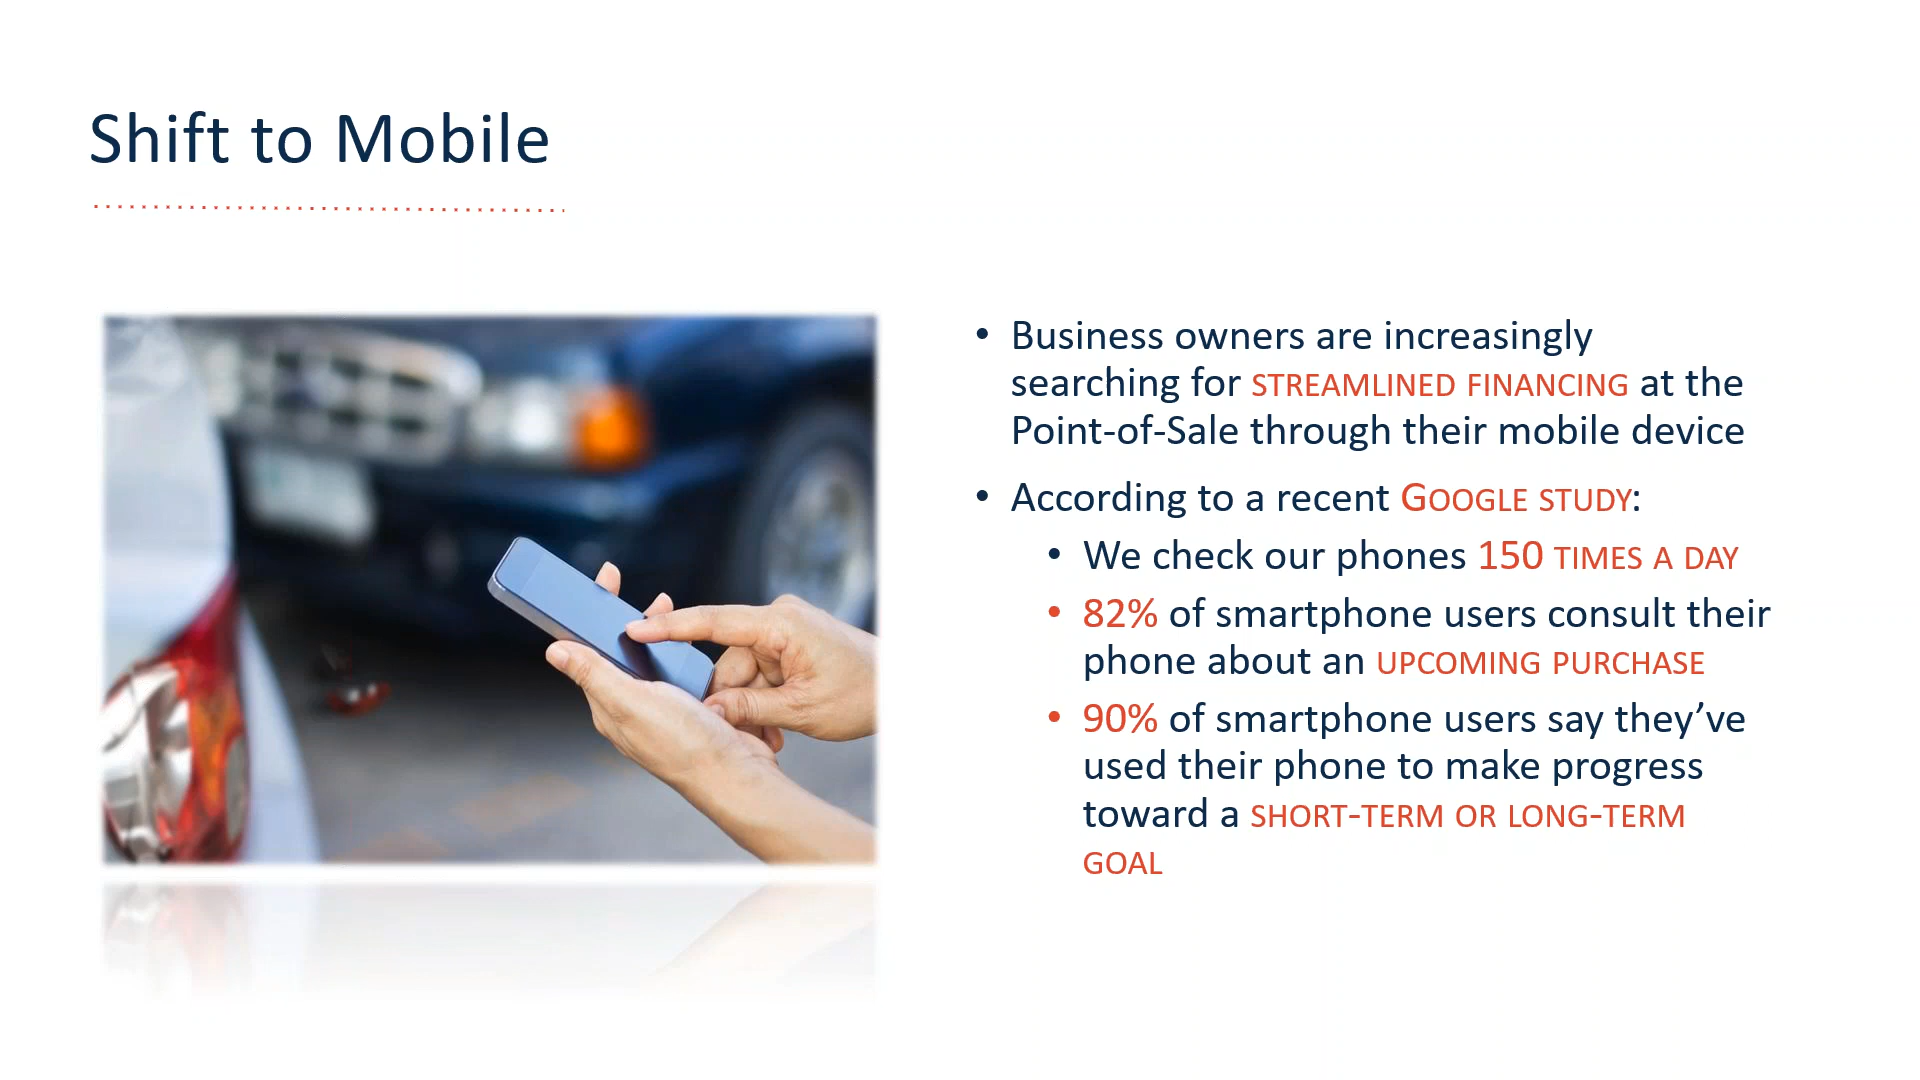 Shift to Mobile
• Business owners are increasingly
searching for STREAMLINED FINANCING at the
Point-of-Sale through their mobile device
• According to a recent GOOGLE STUDY:
• We check our phones 150 TIMES A DAY
• 82% of smartphone users consult their
phone about an UPCOMING PURCHASE
• 90% of smartphone users say they’ve
used their phone to make progress
toward a SHORT-TERM OR LONG-TERM
GOAL